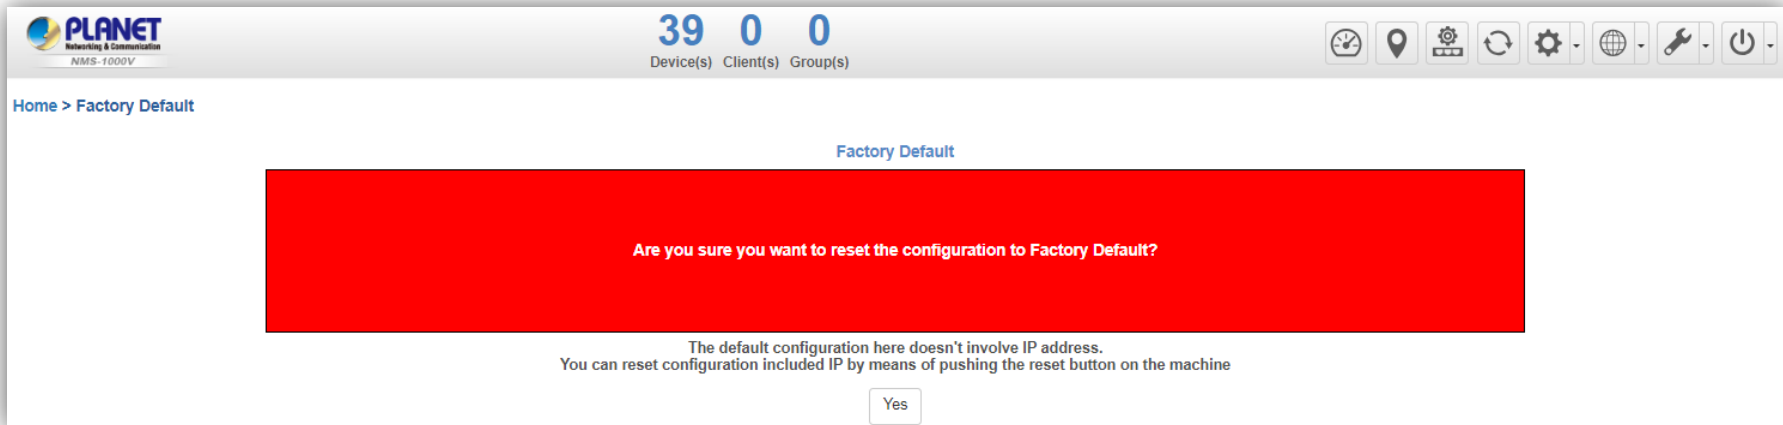 PLANET
Networking & Communication
NMS-1000V
39 0 0
Device(s) Client(s) Group(s)
Home > Factory Default
Factory Default
Are you sure you want to reset the configuration to Factory Default?
The default configuration here doesn't involve IP address.
You can reset configuration included IP by means of pushing the reset button on the machine
Yes